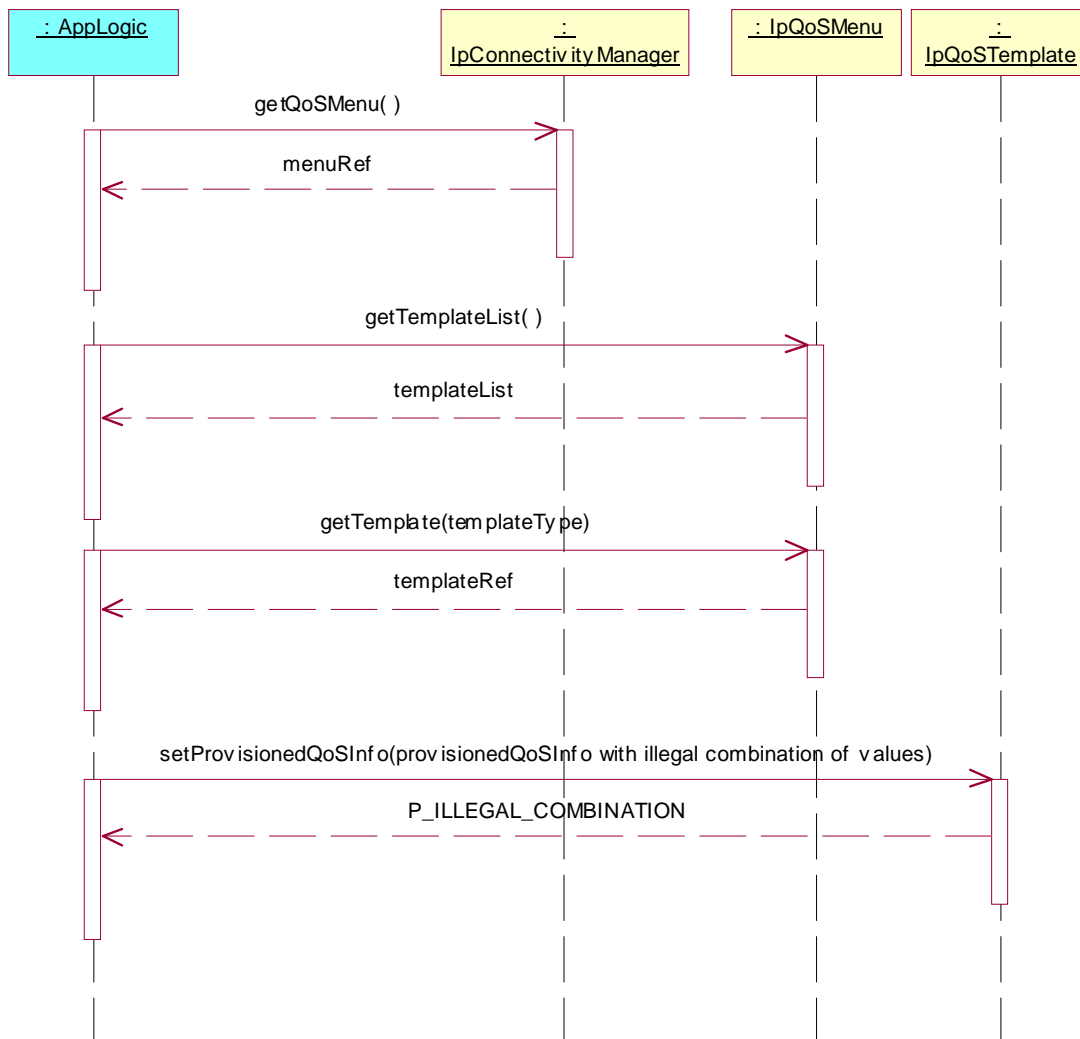 : AppLogic
:
IpConnectivityManager
: IpQoSMenu
:
IpQoSTemplate
getQoSMenu( )
menuRef
getTemplateList( )
templateList
getTemplate(templateType)
templateRef
setProvisionedQoSInfo(provisionedQoSInfo with illegal combination of values)
P_ILLEGAL_COMBINATION